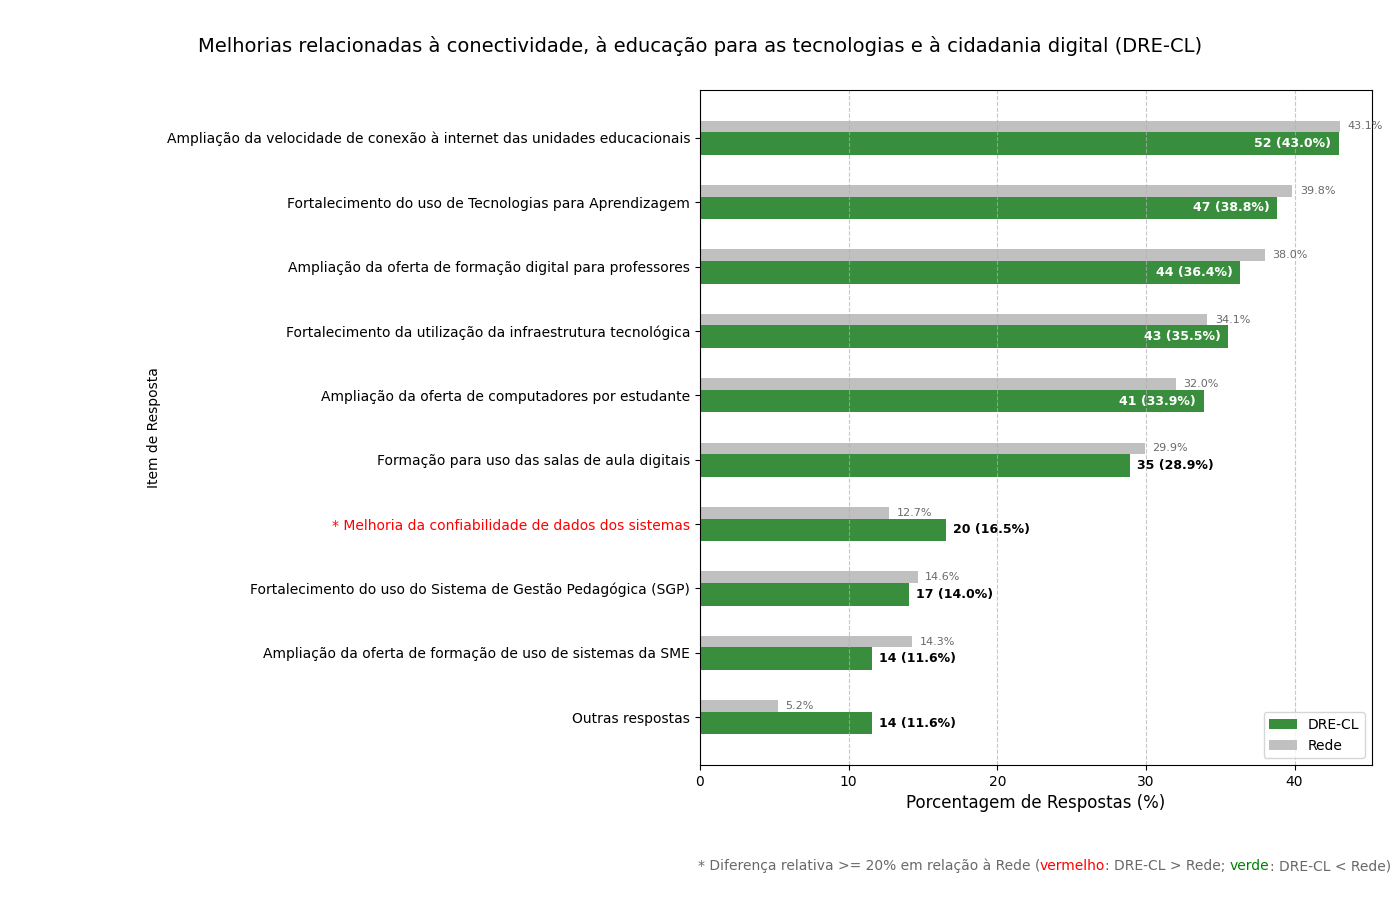 Melhorias relacionadas à conectividade, à educação para as tecnologias e à cidadania digital (DRE-CL)
Item de Resposta
Ampliação da velocidade de conexão à internet das unidades educacionais
43.1%
52 (43.0%)
Fortalecimento do uso de Tecnologias para Aprendizagem
39.8%
47 (38.8%)
Ampliação da oferta de formação digital para professores
38.0%
44 (36.4%)
Fortalecimento da utilização da infraestrutura tecnológica
34.1%
43 (35.5%)
Ampliação da oferta de computadores por estudante
32.0%
41 (33.9%)
Formação para uso das salas de aula digitais
29.9%
35 (28.9%)
* Melhoria da confiabilidade de dados dos sistemas
12.7%
20 (16.5%)
Fortalecimento do uso do Sistema de Gestão Pedagógica (SGP)
14.6%
17 (14.0%)
Ampliação da oferta de formação de uso de sistemas da SME
14.3%
14 (11.6%)
Outras respostas
5.2%
14 (11.6%)
DRE-CL
Rede
0 10 20 30 40
Porcentagem de Respostas (%)
* Diferença relativa >= 20% em relação à Rede (vermelho: DRE-CL > Rede; verde: DRE-CL < Rede)